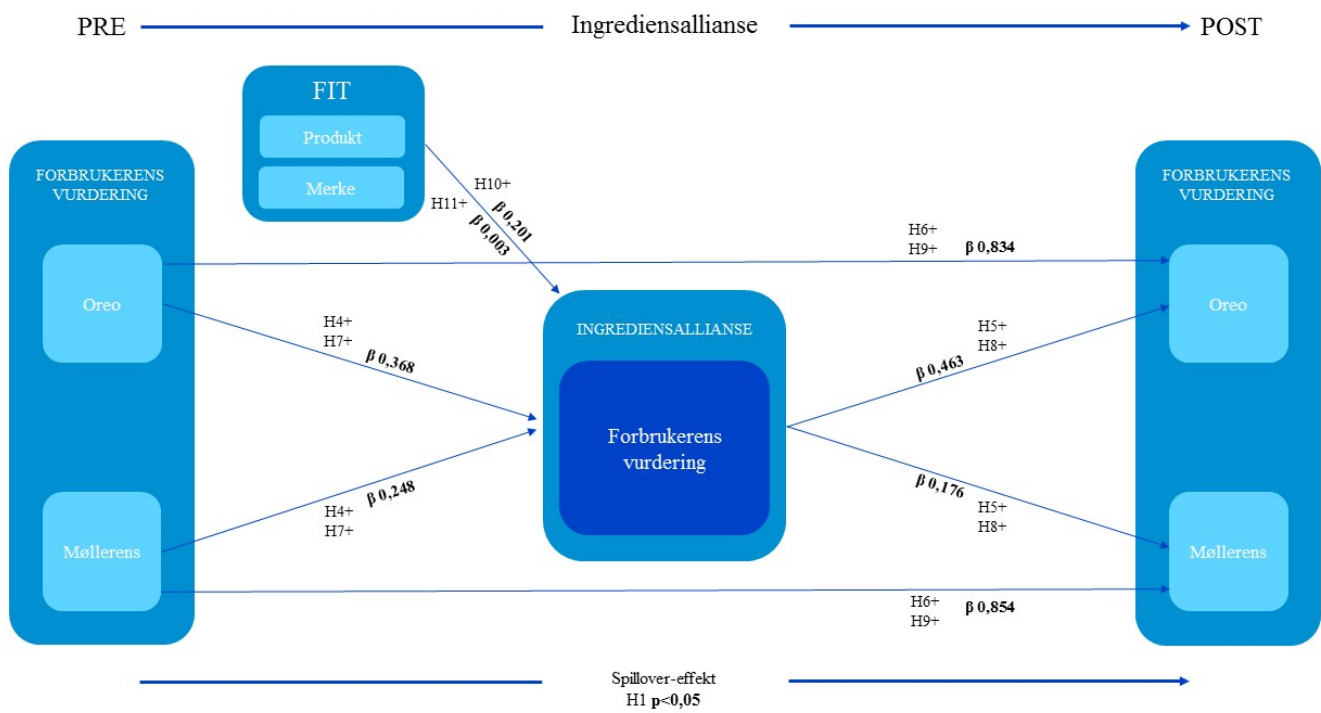 PRE
Ingrediensallianse
POST
FIT
Produkt
Merke
FORBRUKERENS
VURDERING
Oreo
Møllerens
H10+
β 0,201
H11+
β 0,003
H4+
H7+
β 0,368
H4+
H7+
β 0,248
INGREDIENSALLIANSE
Forbrukerens
vurdering
H6+
H9+
β 0,834
H5+
H8+
β 0,463
β 0,176
H5+
H8+
H6+
H9+
β 0,854
FORBRUKERENS
VURDERING
Oreo
Møllerens
Spillover-effekt
H1 p<0,05